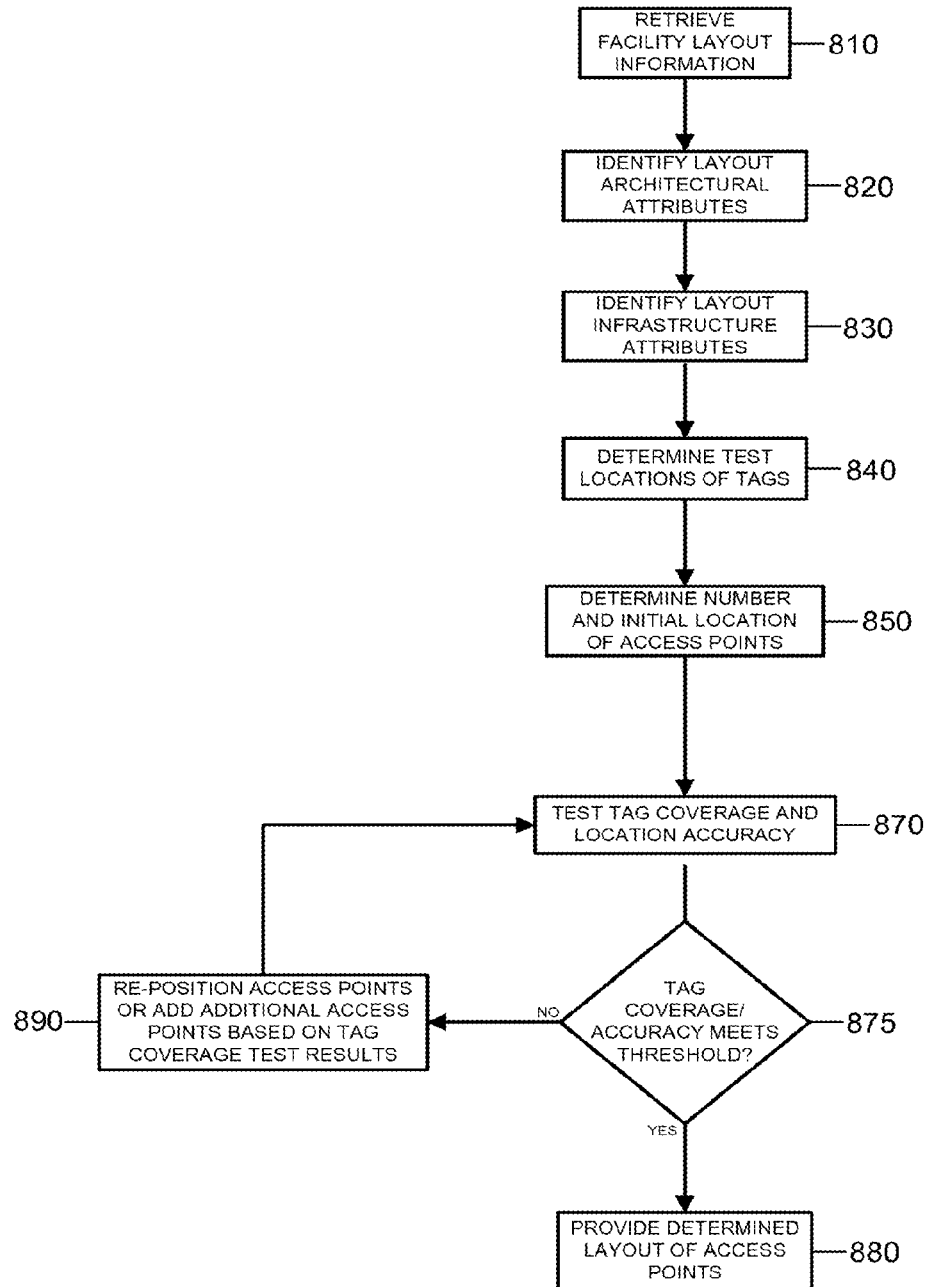 RETRIEVE
FACILITY LAYOUT
INFORMATION
810
IDENTIFY LAYOUT
ARCHITECTURAL
ATTRIBUTES
820
IDENTIFY LAYOUT
INFRASTRUCTURE
ATTRIBUTES
830
DETERMINE TEST
LOCATIONS OF TAGS
840
DETERMINE NUMBER
AND INITIAL LOCATION
OF ACCESS POINTS
850
TEST TAG COVERAGE AND
LOCATION ACCURACY
870
TAG
COVERAGE/
ACCURACY MEETS
THRESHOLD?
875
NO
RE-POSITION ACCESS POINTS
OR ADD ADDITIONAL ACCESS
POINTS BASED ON TAG
COVERAGE TEST RESULTS
890
YES
PROVIDE DETERMINED
LAYOUT OF ACCESS
POINTS
880